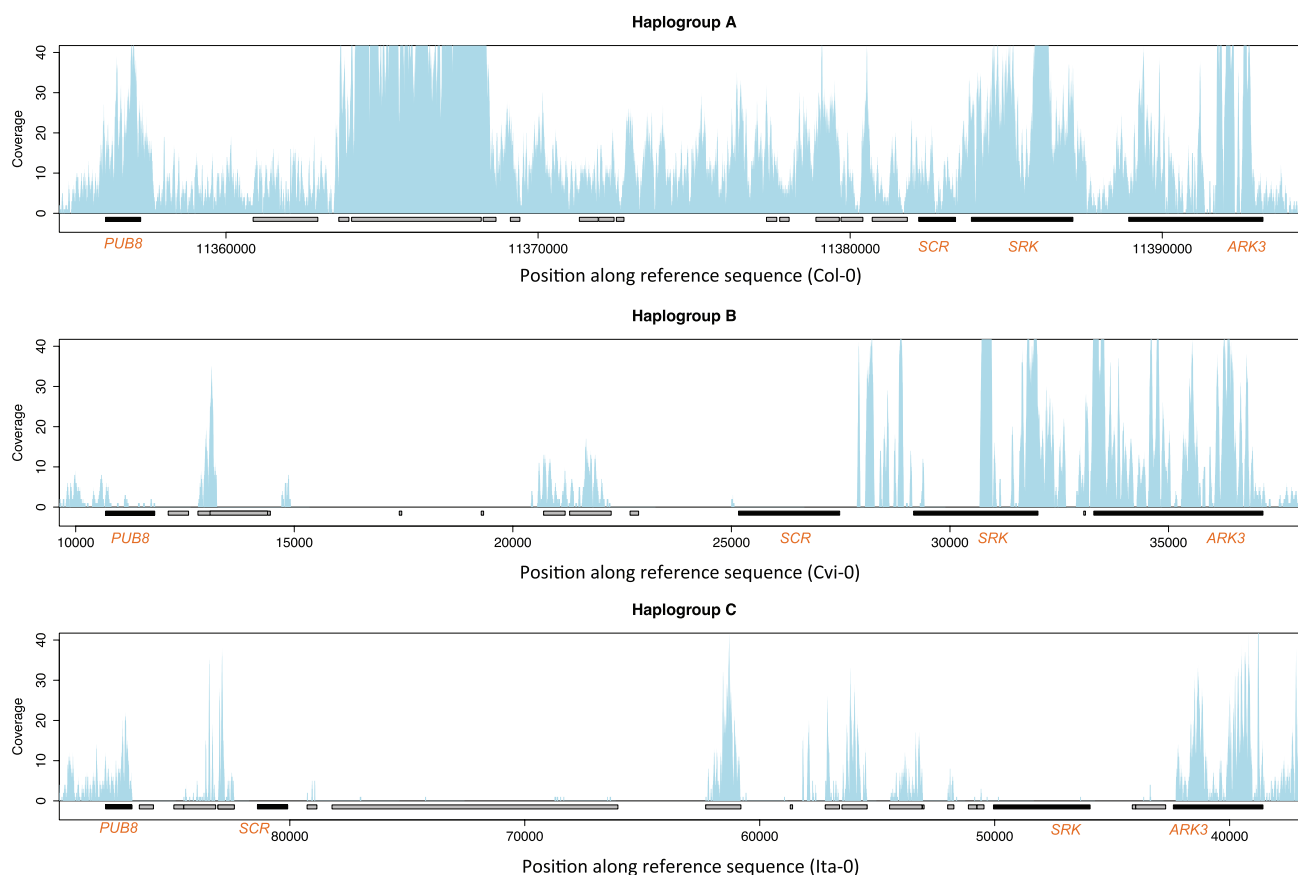 Haplogroup A
40
30
20
10
0
Coverage
PUB8
SCR
SRK
ARK3
11360000
11370000
11380000
11390000
Position along reference sequence (Col-0)
Haplogroup B
40
30
20
10
0
Coverage
10000
15000
20000
25000
30000
35000
PUB8
SCR
SRK
ARK3
Position along reference sequence (Cvi-0)
Haplogroup C
40
30
20
10
0
Coverage
PUB8
SCR
SRK
ARK3
80000
70000
60000
50000
40000
Position along reference sequence (Ita-0)